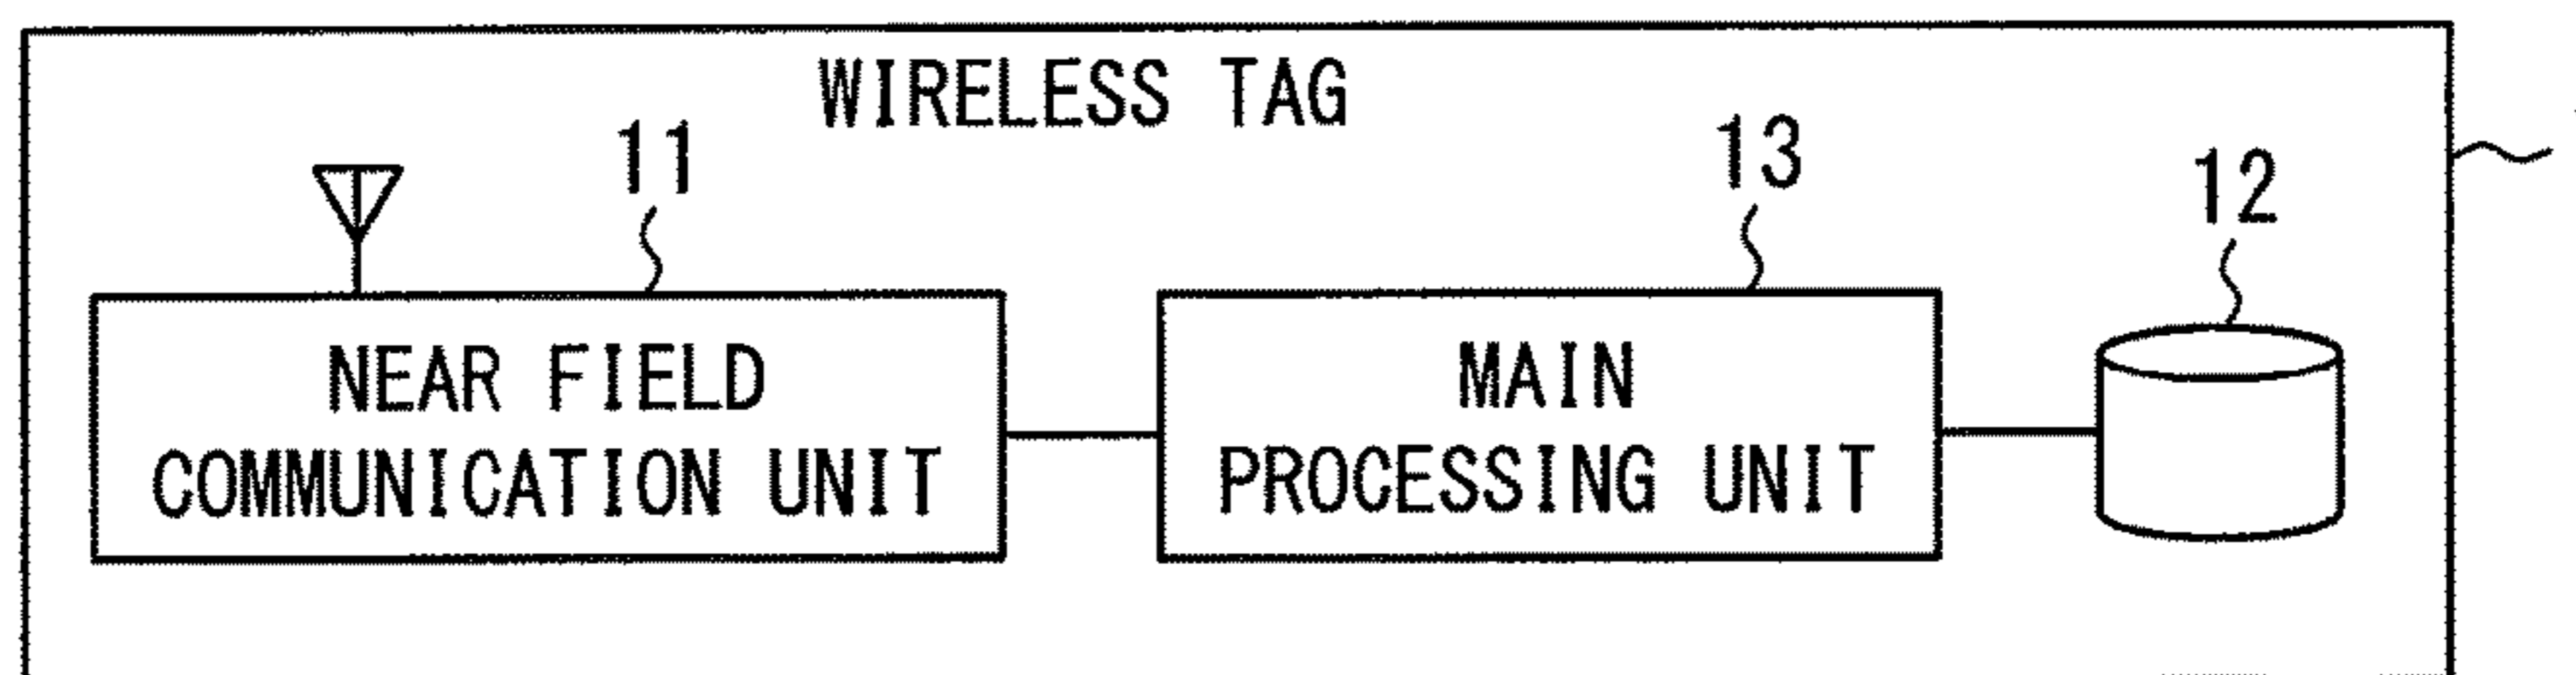 WIRELESS TAG
11
13
12
NEAR FIELD
COMMUNICATION UNIT
MAIN
PROCESSING UNIT